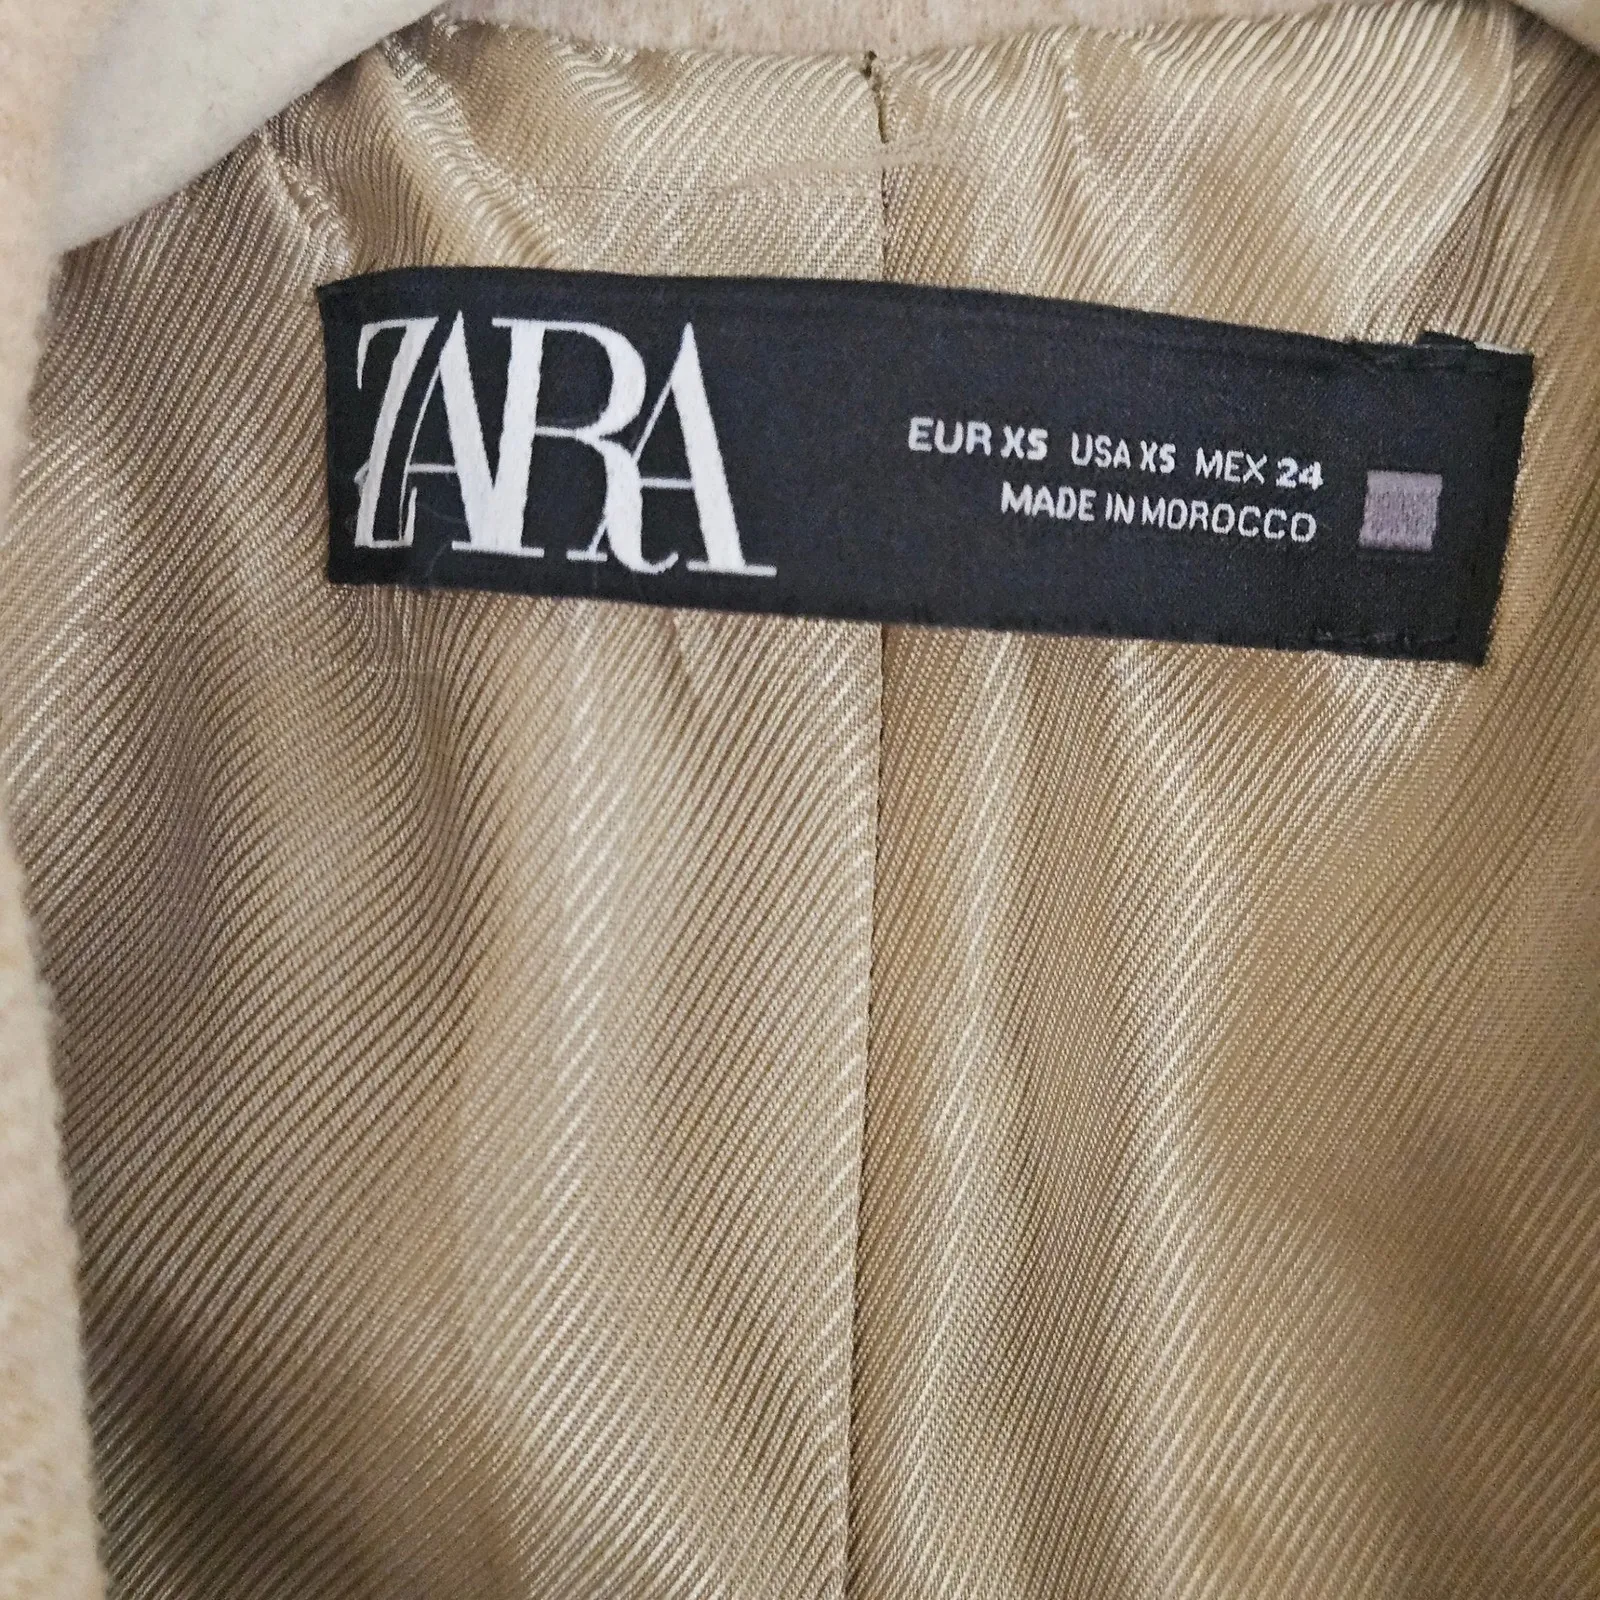 ZARA
EUR XS USA XS MEX 24
MADE IN MOROCCO